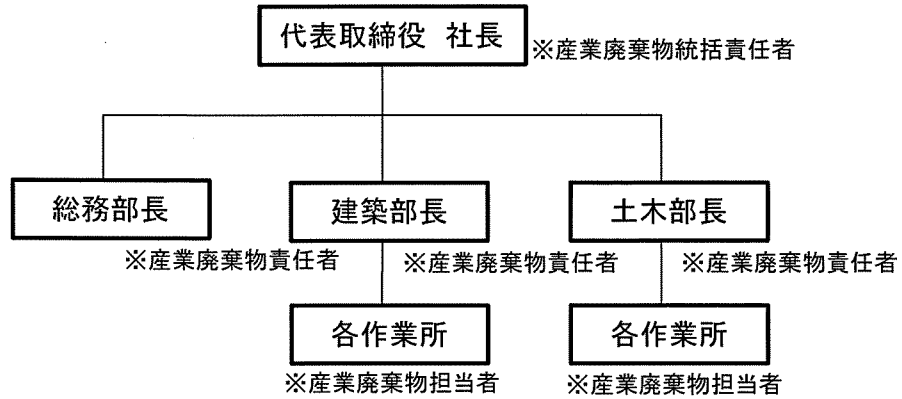 代表取締役 社長
※産業廃棄物統括責任者
総務部長
建築部長
土木部長
※産業廃棄物責任者
※産業廃棄物責任者
※産業廃棄物責任者
各作業所
各作業所
※産業廃棄物担当者
※産業廃棄物担当者